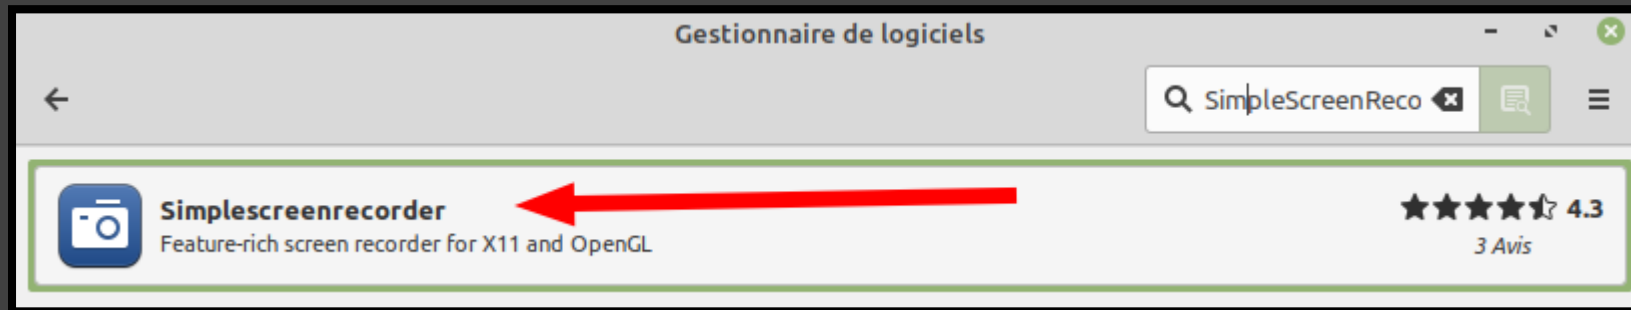 Gestionnaire de logiciels
SimpleScreenReco
Simplescreenrecorder
Feature-rich screen recorder for X11 and OpenGL
4.3
3 Avis